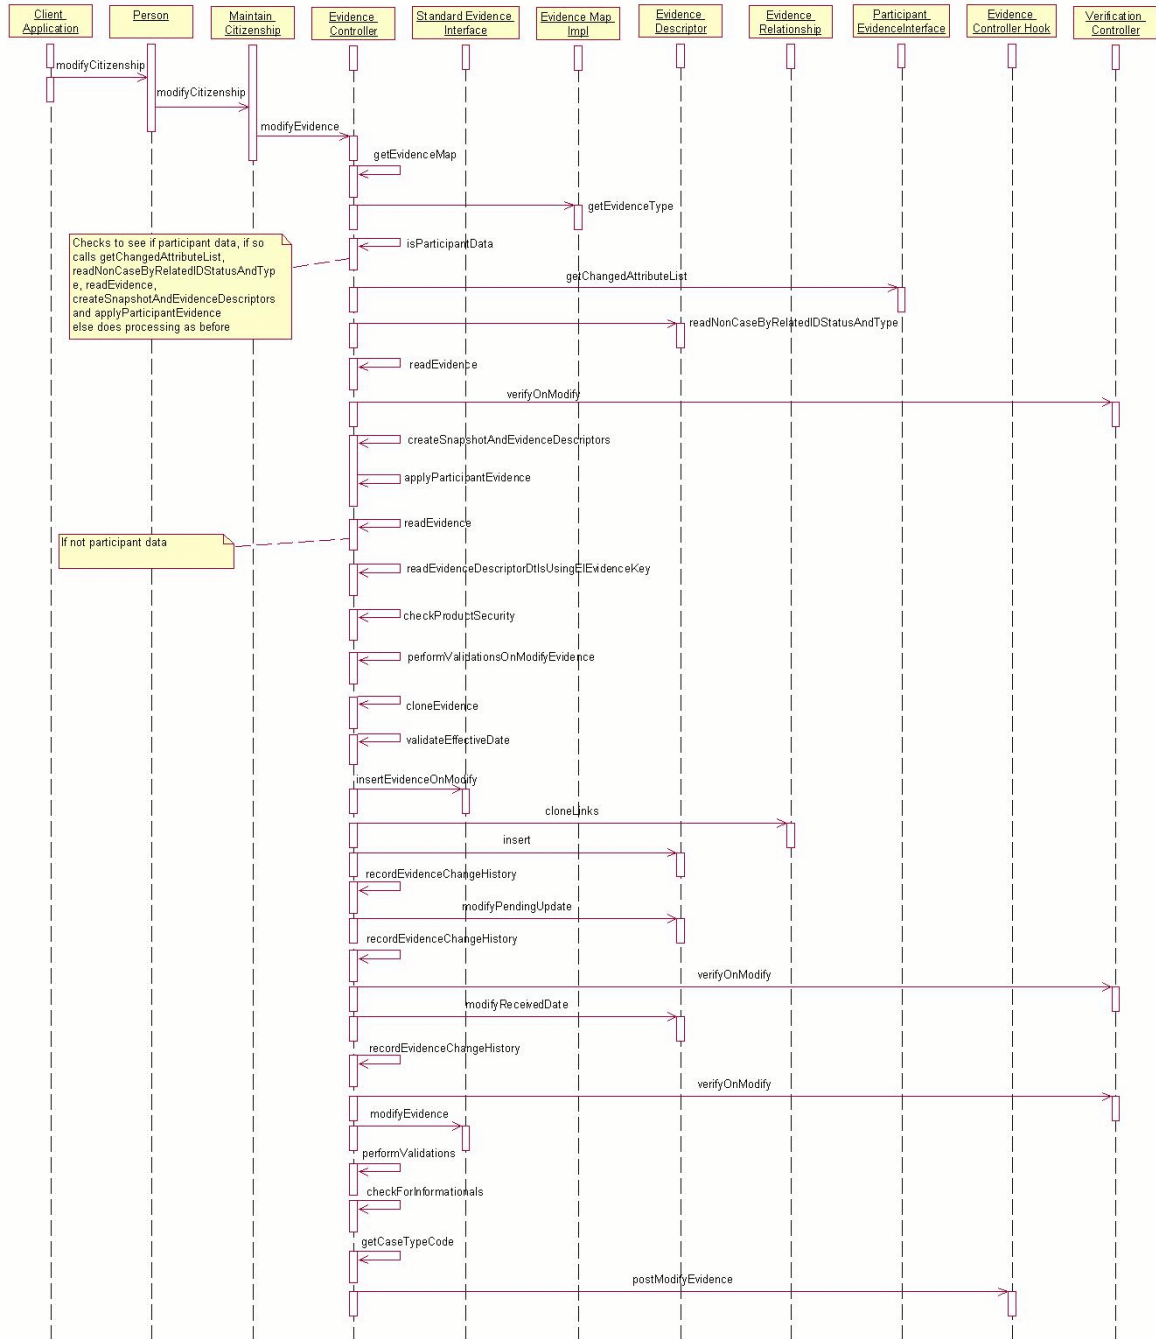 Client
Application
Person
Maintain
Citizenship
Evidence
Controller
Standard Evidence
Interface
Evidence Map
Impl
Evidence
Descriptor
Evidence
Relationship
Participant
EvidenceInterface
Evidence
Controller Hook
Verification
Controller
modifyCitizenship
modifyCitizenship
modifyEvidence
getEvidenceMap
getEvidenceType
Checks to see if participant data, if so
calls getChangedAttributeList,
readNonCaseByRelatedIDStatusAndTyp
e, readEvidence,
createSnapshotAndEvidenceDescriptors
and applyParticipantEvidence
else does processing as before
isParticipantData
getChangedAttributeList
readNonCaseByRelatedIDStatusAndType
readEvidence
verifyOnModify
createSnapshotAndEvidenceDescriptors
applyParticipantEvidence
readEvidence
If not participant data
readEvidenceDescriptorDtlsUsingEIEvidenceKey
checkProductSecurity
performValidationsOnModifyEvidence
cloneEvidence
validateEffectiveDate
insertEvidenceOnModify
cloneLinks
insert
recordEvidenceChangeHistory
modifyPendingUpdate
recordEvidenceChangeHistory
verifyOnModify
modifyReceivedDate
recordEvidenceChangeHistory
verifyOnModify
modifyEvidence
performValidations
checkForInformationals
getCaseTypeCode
postModifyEvidence